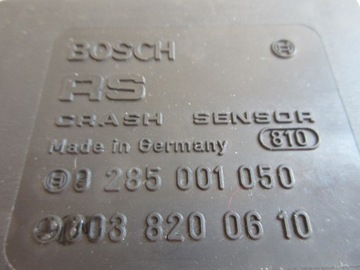 BOSCH
RS
CRASH SENSOR
Made in Germany 810
0 285 001 050
003 820 06 10